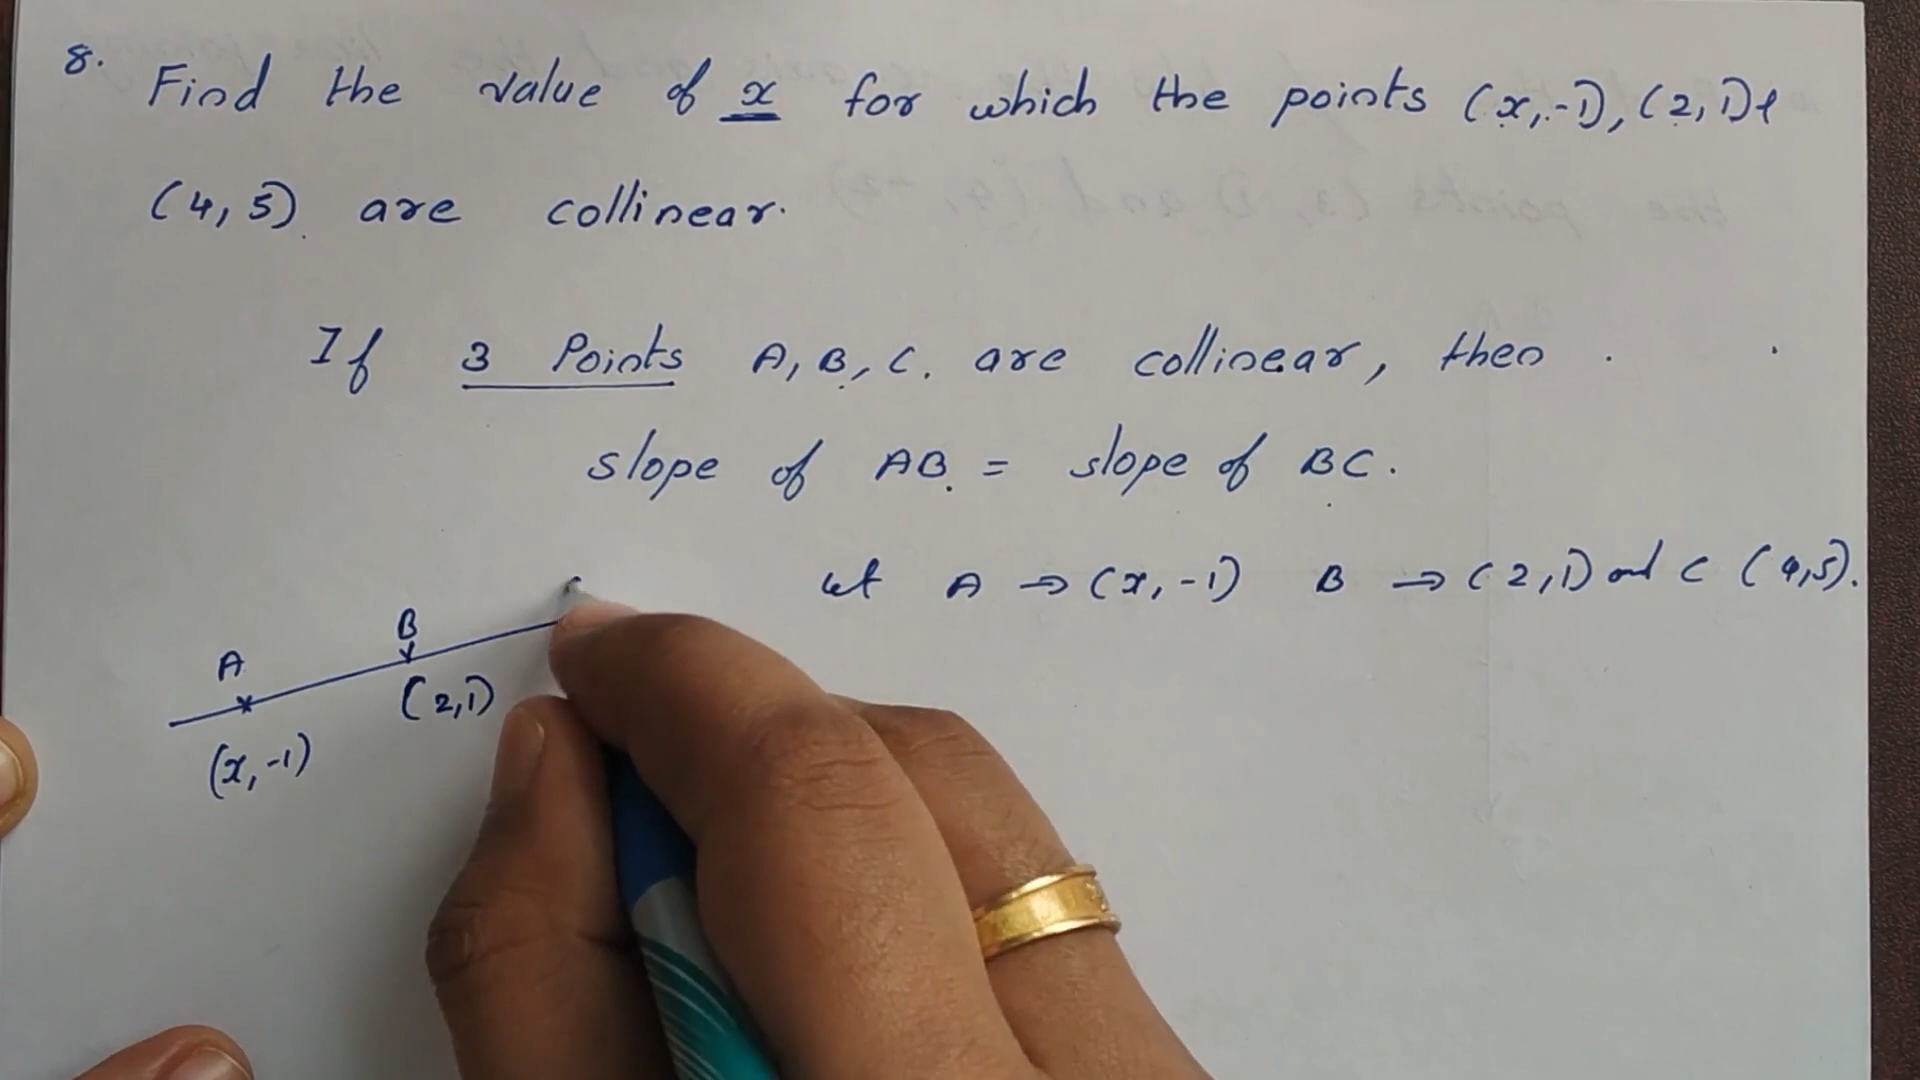 8. Find the value of x for which the points (x,-1), (2,1) &
(4,5) are collinear.
If 3 Points A, B, C. are collinear, then
slope of AB = slope of BC.
let A ⇒ (x, -1) B ⇒ (2,1) and C (4,5).
B
A
(2,1)
(x, -1)